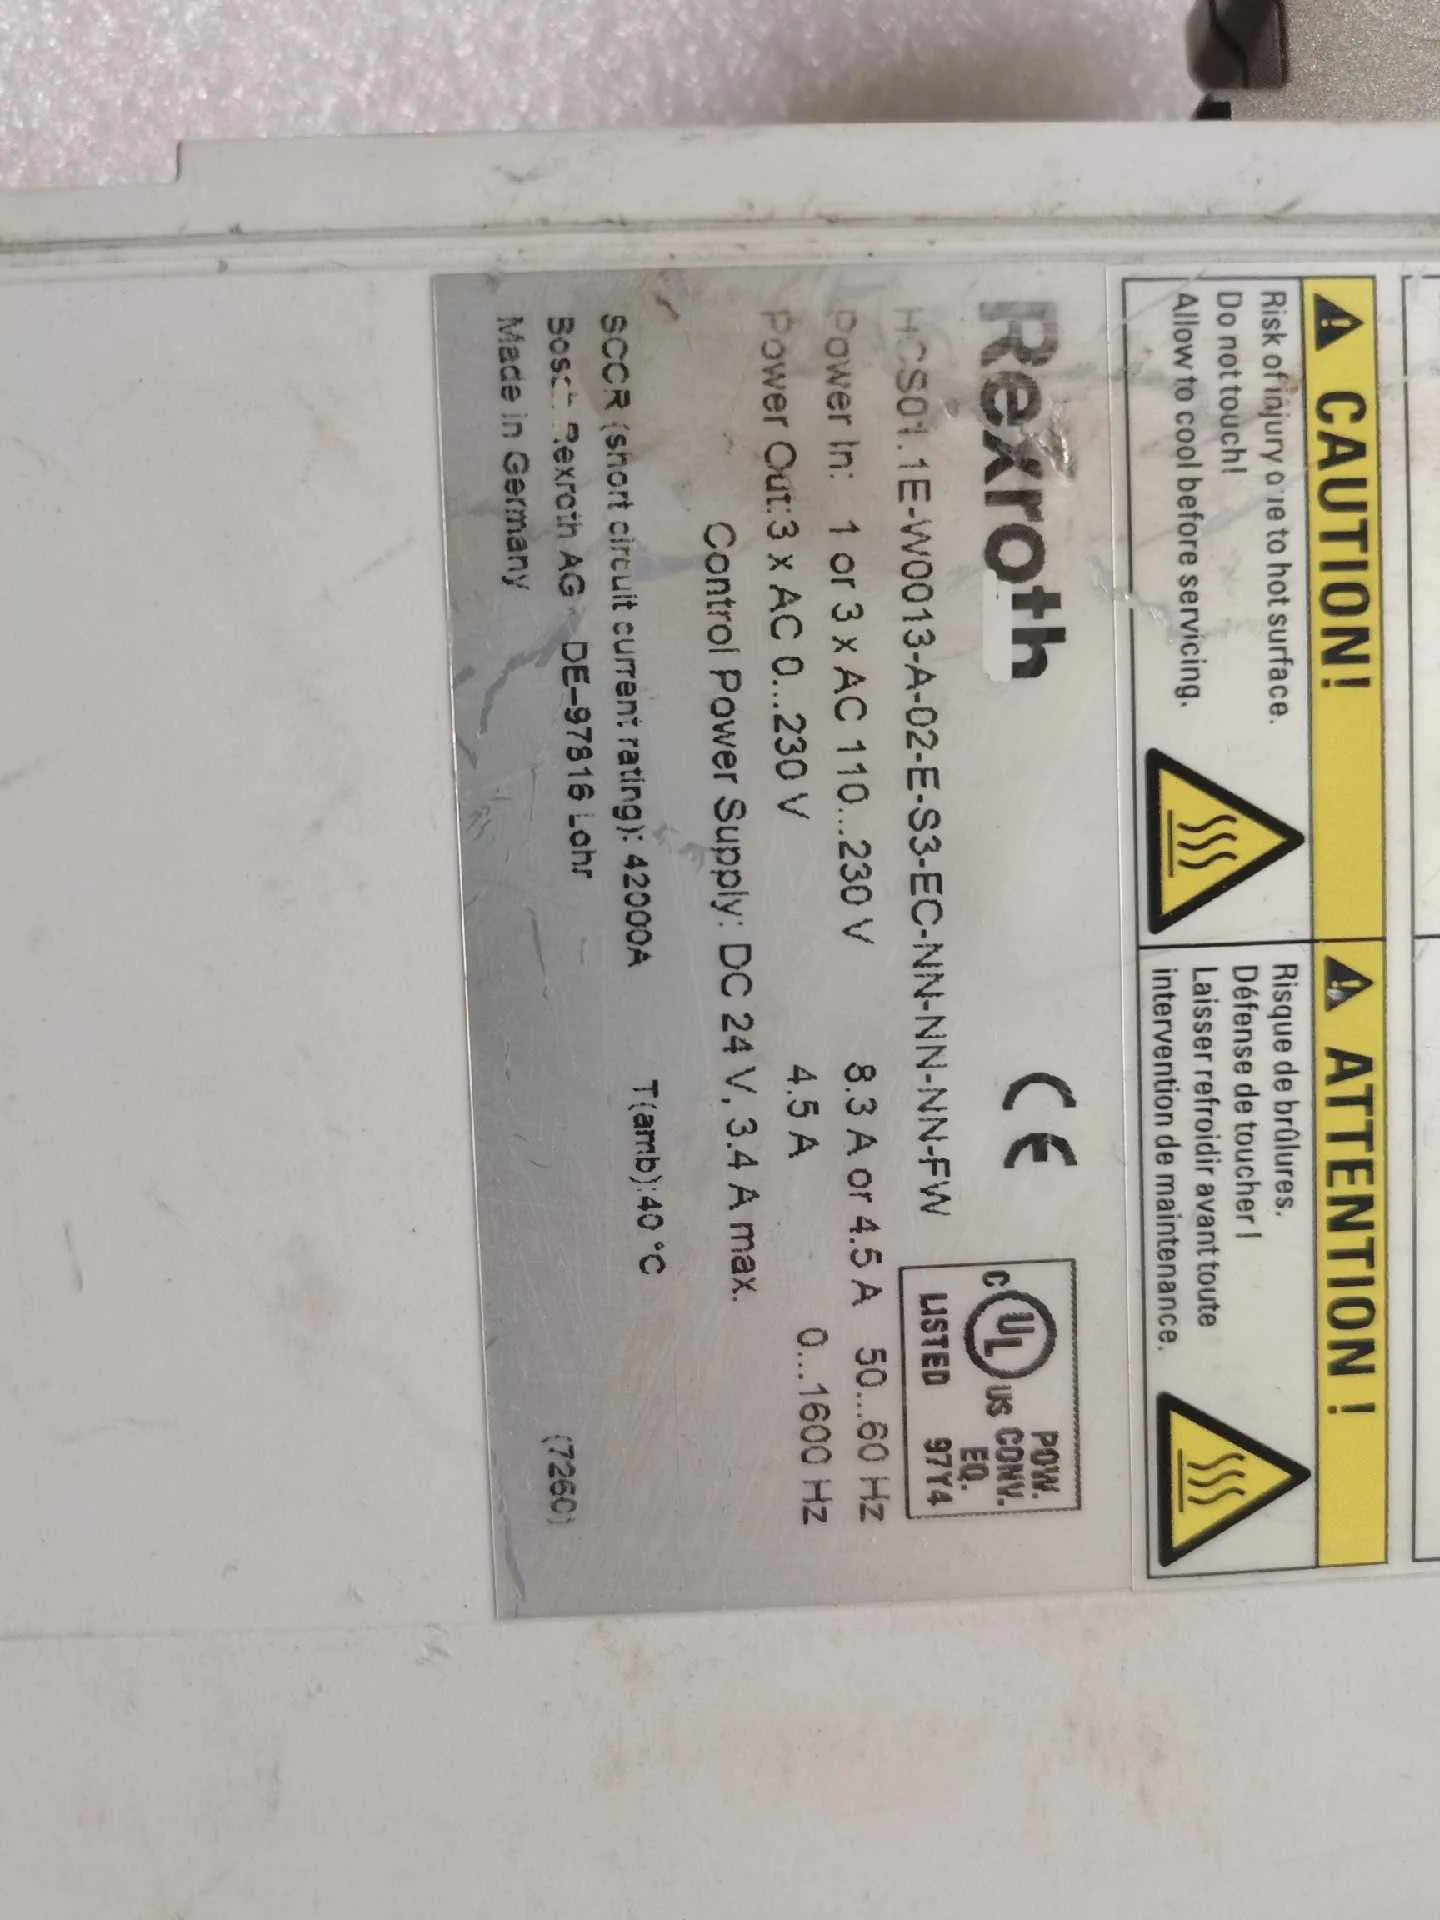 CAUTION!
Risk of injury due to hot surface.
Do not touch!
Allow to cool before servicing.
ATTENTION !
Risque de brûlures.
Défense de toucher !
Laisser refroidir avant toute
intervention de maintenance.
Rexroth
CE
C UL US
LISTED
POW.
CONV.
EQ.
97Y4
HCS01.1E-W0013-A-02-E-S3-EC-NN-NN-NN-FW
Power In: 1 or 3 x AC 110...230 V 8.3 A or 4.5 A 50...60 Hz
Power Out: 3 x AC 0...230 V 4.5 A 0...1600 Hz
Control Power Supply: DC 24 V, 3.4 A max.
SCCR (short circuit current rating): 42000A T(amb):40 °C
Bosch Rexroth AG - DE-97816 Lohr (7260)
Made in Germany